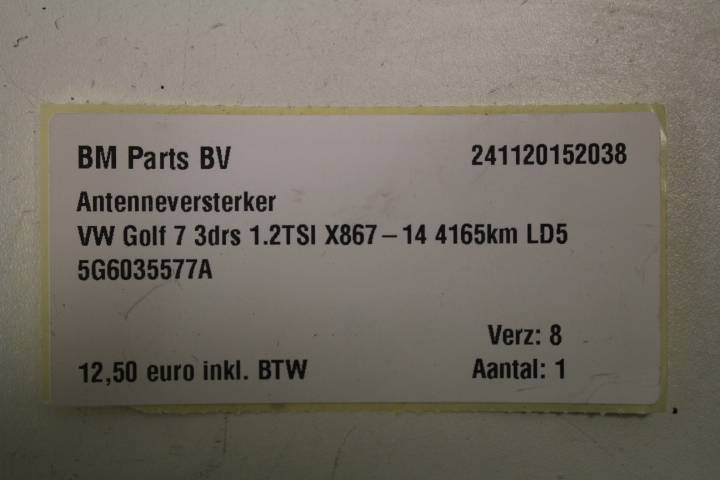 BM Parts BV 241120152038
Antenneversterker
VW Golf 7 3drs 1.2TSI X867 – 14 4165km LD5
5G6035577A
Verz: 8
12,50 euro inkl. BTW Aantal: 1